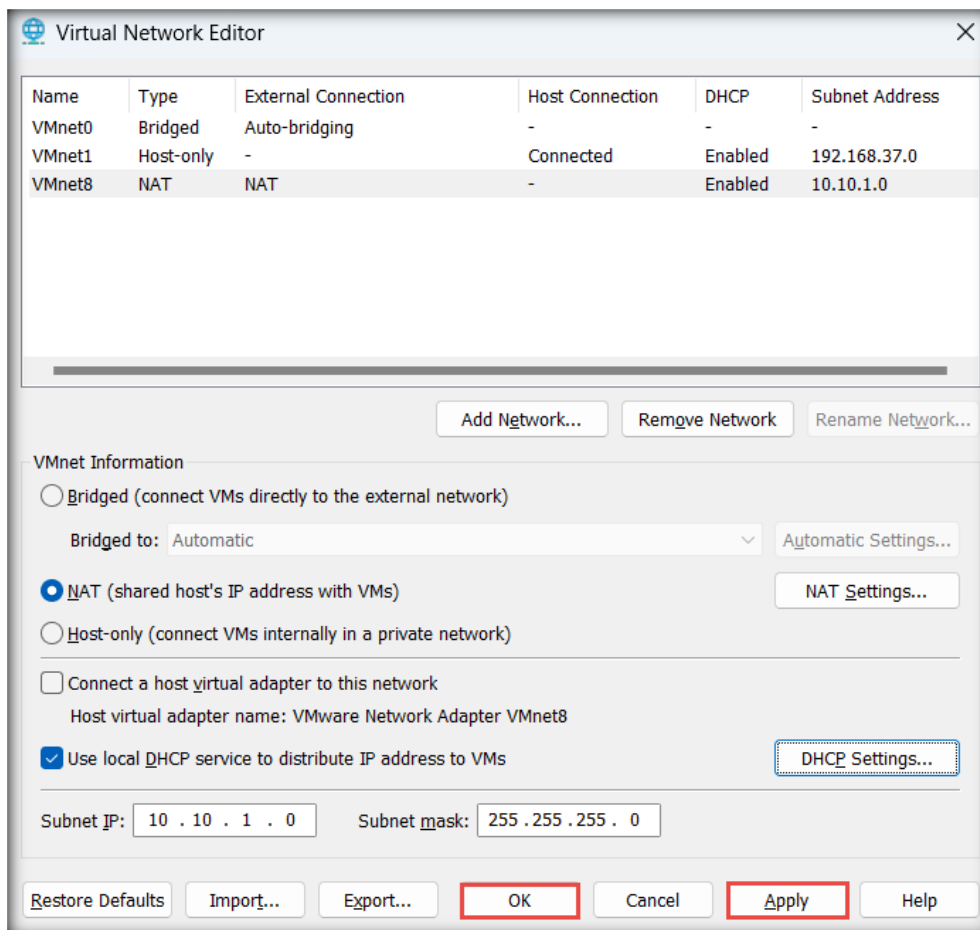 Virtual Network Editor
Name Type External Connection Host Connection DHCP Subnet Address
VMnet0 Bridged Auto-bridging - - -
VMnet1 Host-only - Connected Enabled 192.168.37.0
VMnet8 NAT NAT - Enabled 10.10.1.0
Add Network... Remove Network Rename Network...
VMnet Information
Bridged (connect VMs directly to the external network)
Bridged to: Automatic Automatic Settings...
NAT (shared host's IP address with VMs) NAT Settings...
Host-only (connect VMs internally in a private network)
Connect a host virtual adapter to this network
Host virtual adapter name: VMware Network Adapter VMnet8
Use local DHCP service to distribute IP address to VMs DHCP Settings...
Subnet IP: 10 . 10 . 1 . 0 Subnet mask: 255 . 255 . 255 . 0
Restore Defaults Import... Export... OK Cancel Apply Help